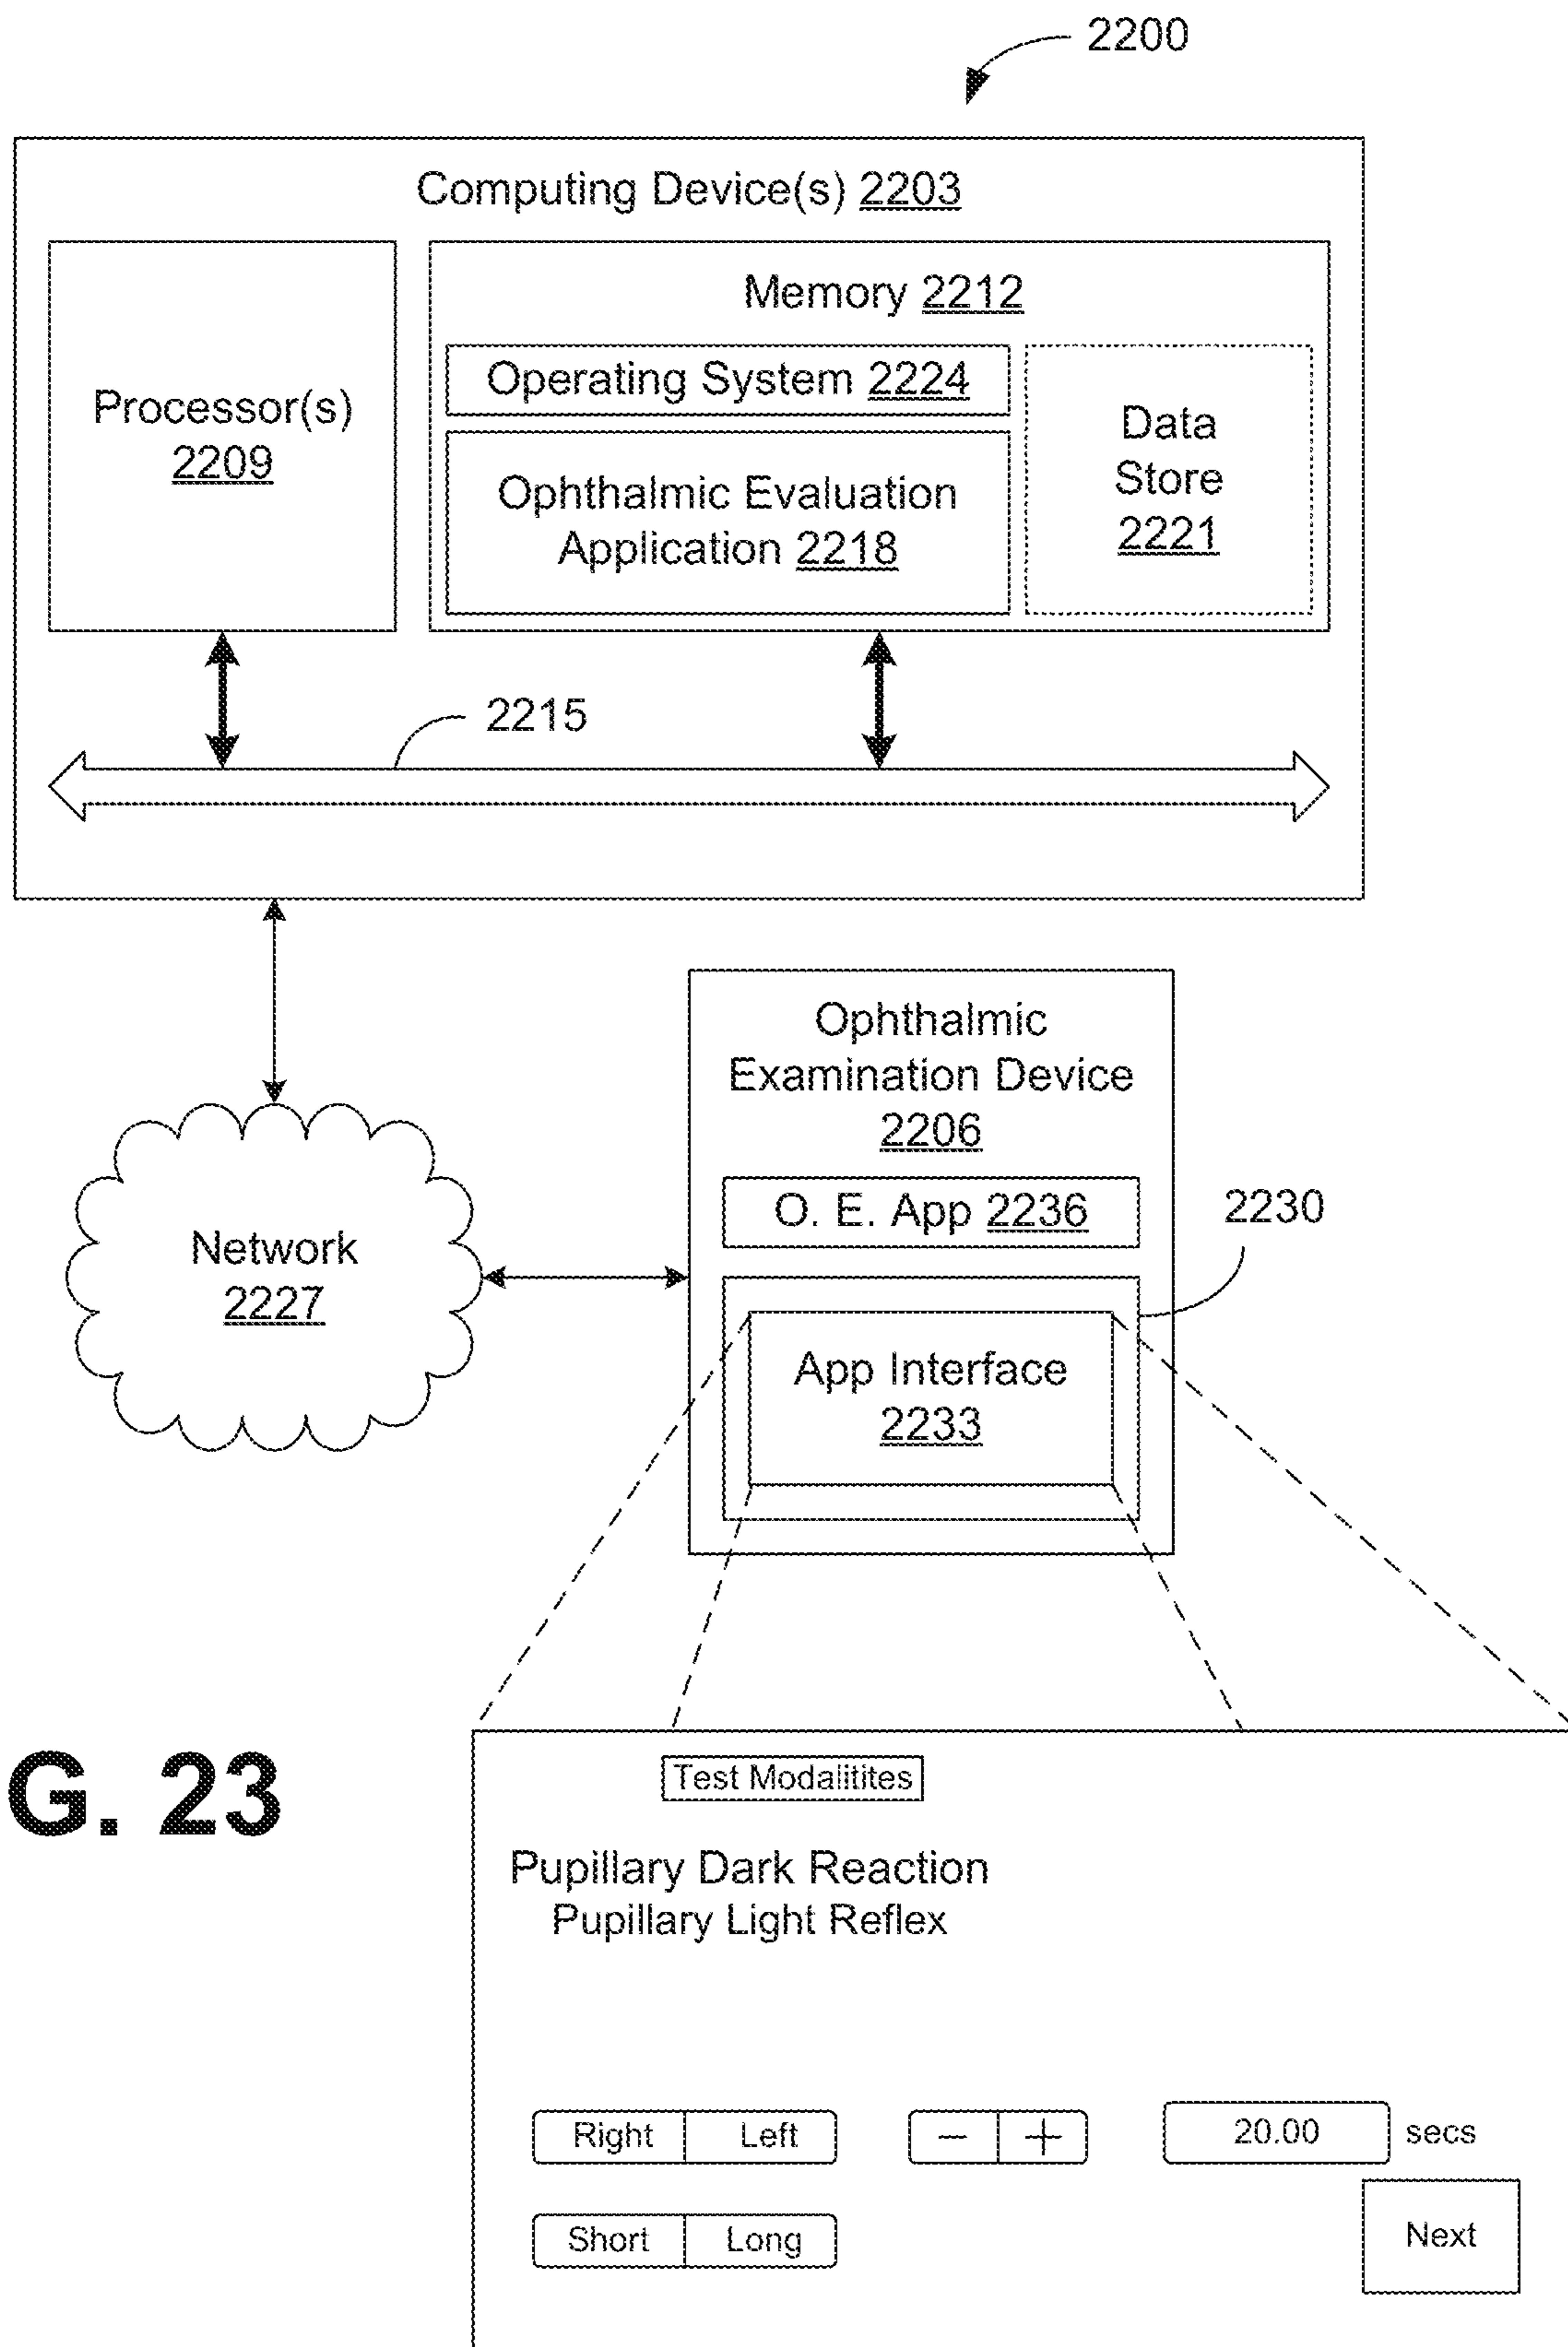 2200
Computing Device(s) 2203
Processor(s)
2209
Memory 2212
Operating System 2224
Ophthalmic Evaluation
Application 2218
Data
Store
2221
2215
Ophthalmic
Examination Device
2206
O. E. App 2236
2230
Network
2227
App Interface
2233
G. 23
Test Modalitites
Pupillary Dark Reaction
Pupillary Light Reflex
Right Left − + 20.00 secs
Short Long
Next